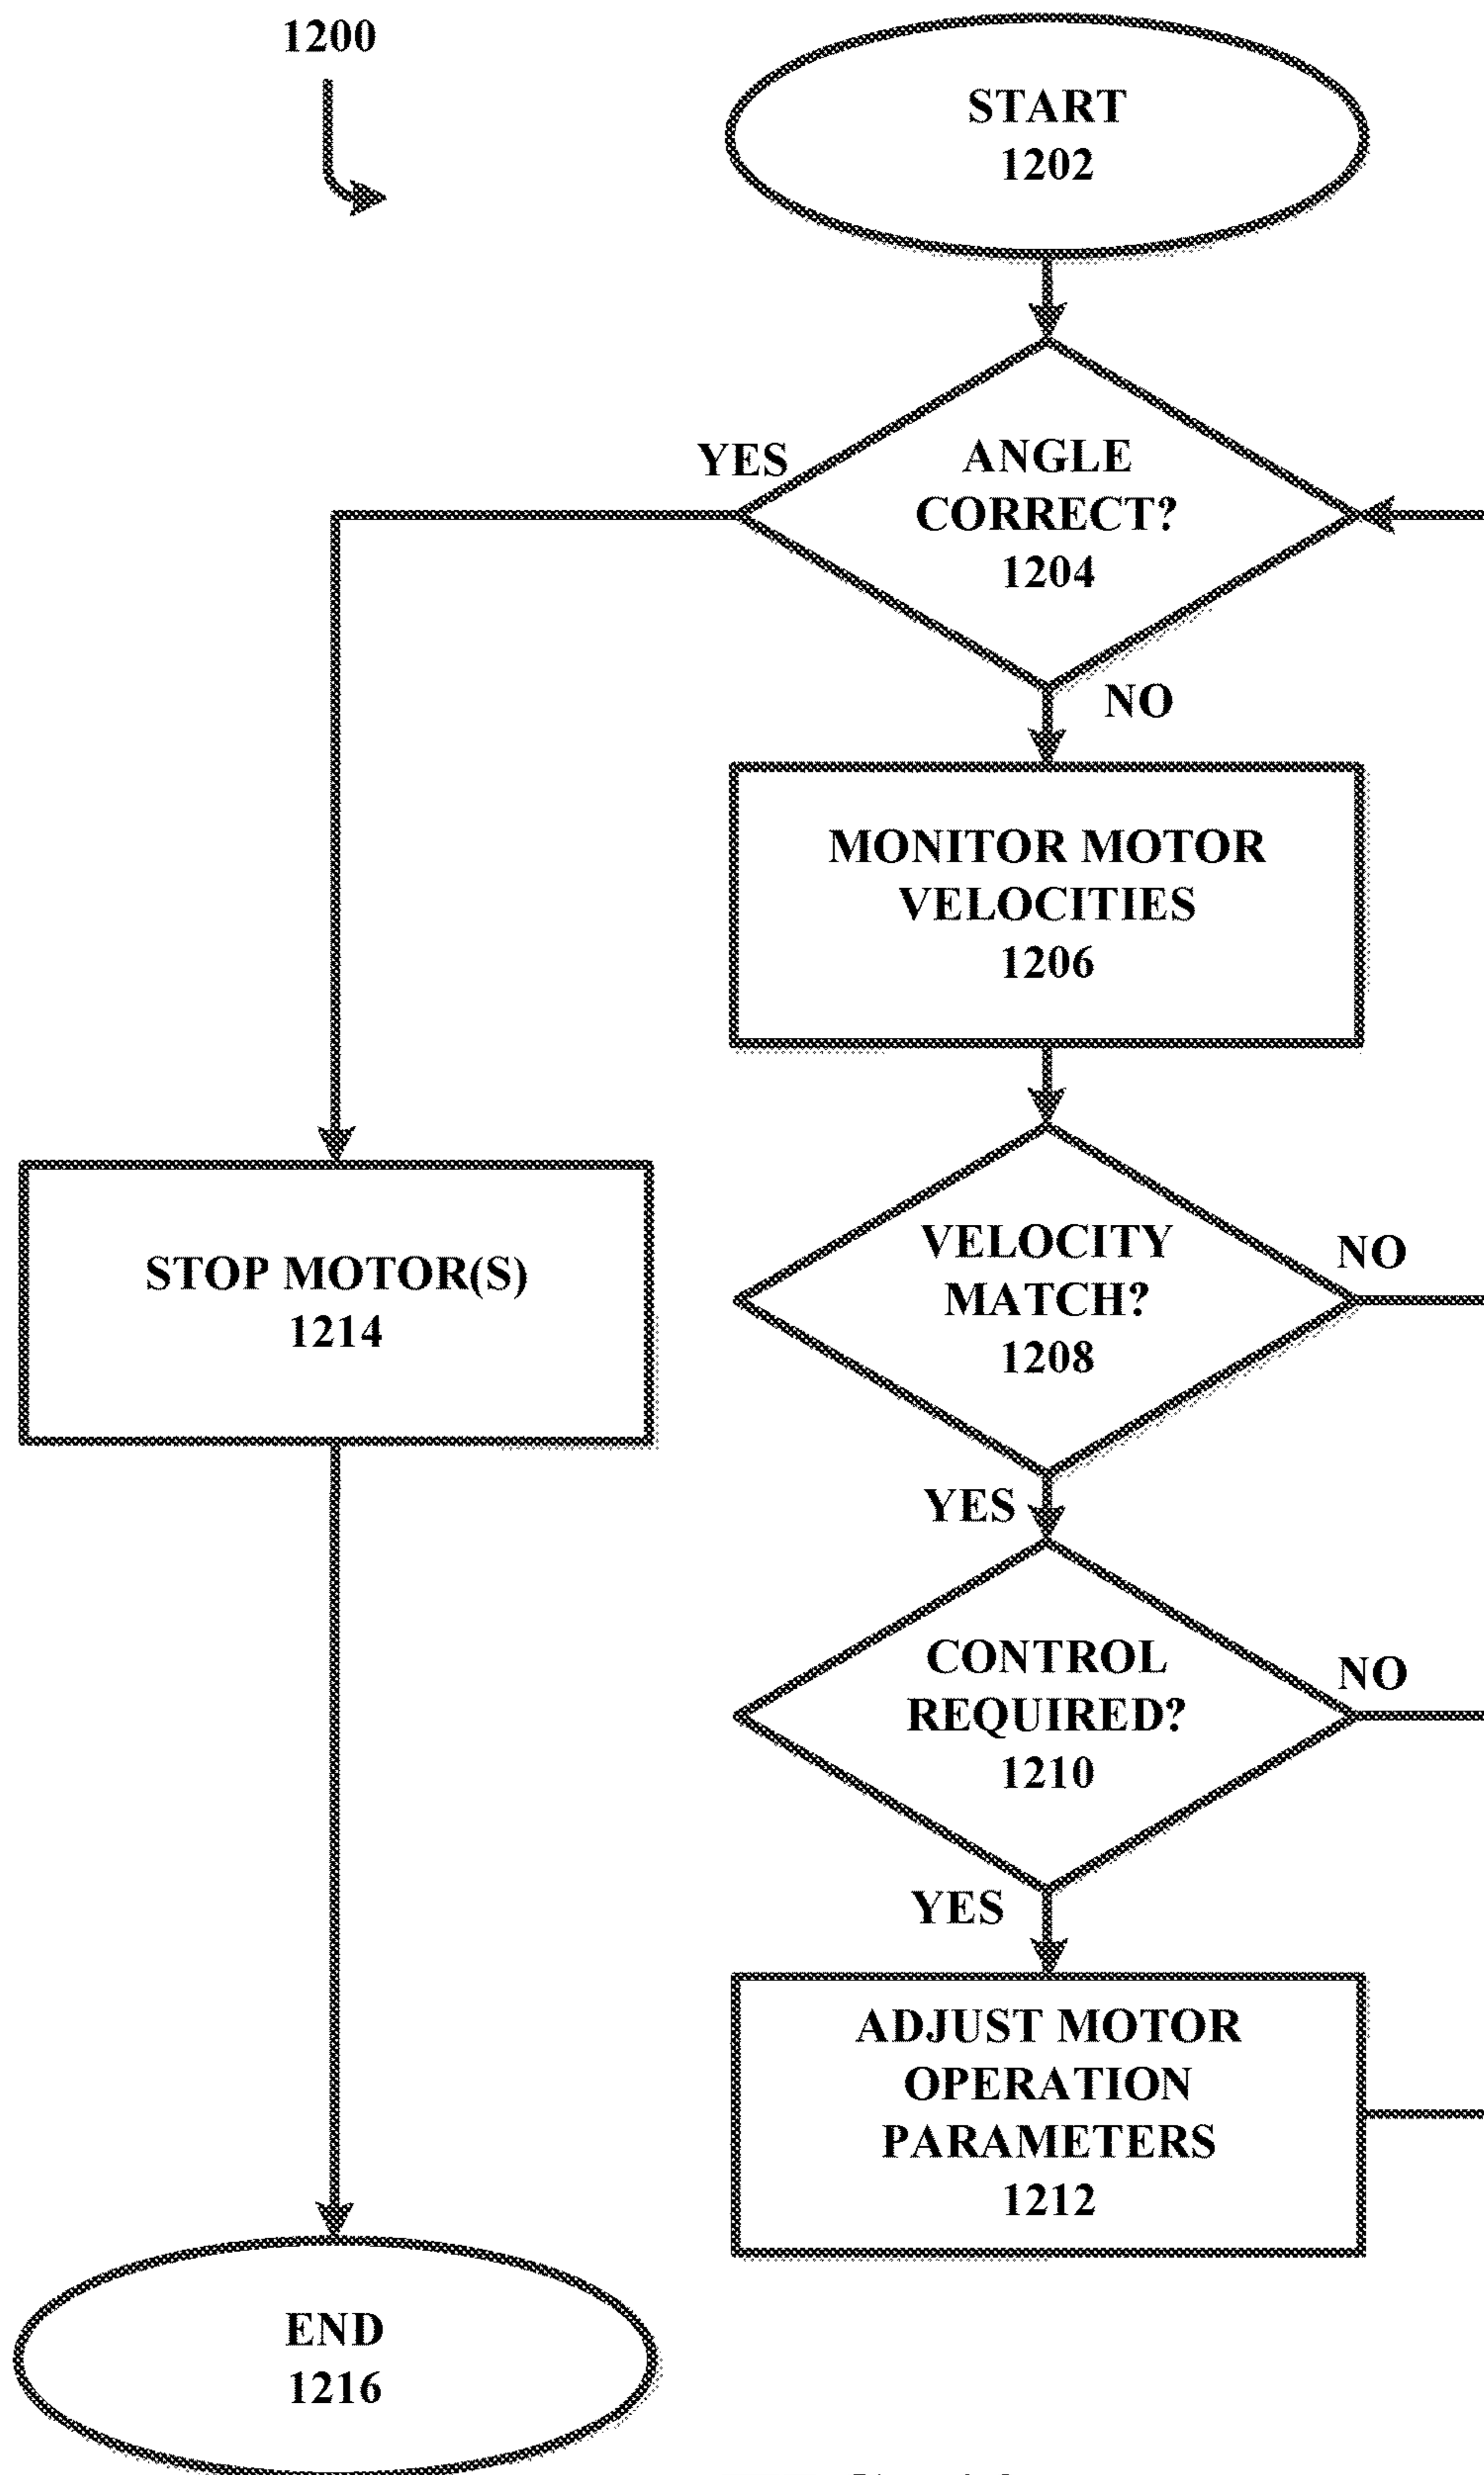 1200
START
1202
YES
ANGLE
CORRECT?
1204
NO
MONITOR MOTOR
VELOCITIES
1206
VELOCITY
MATCH?
1208
NO
STOP MOTOR(S)
1214
YES
CONTROL
REQUIRED?
1210
NO
YES
ADJUST MOTOR
OPERATION
PARAMETERS
1212
END
1216